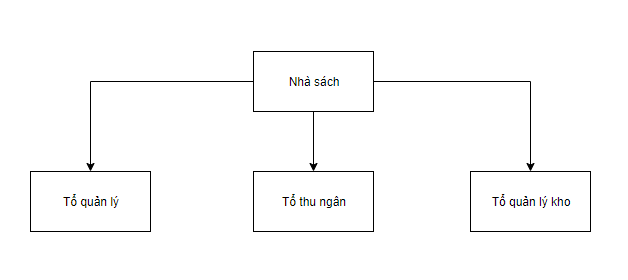 Nhà sách
Tổ quản lý
Tổ thu ngân
Tổ quản lý kho